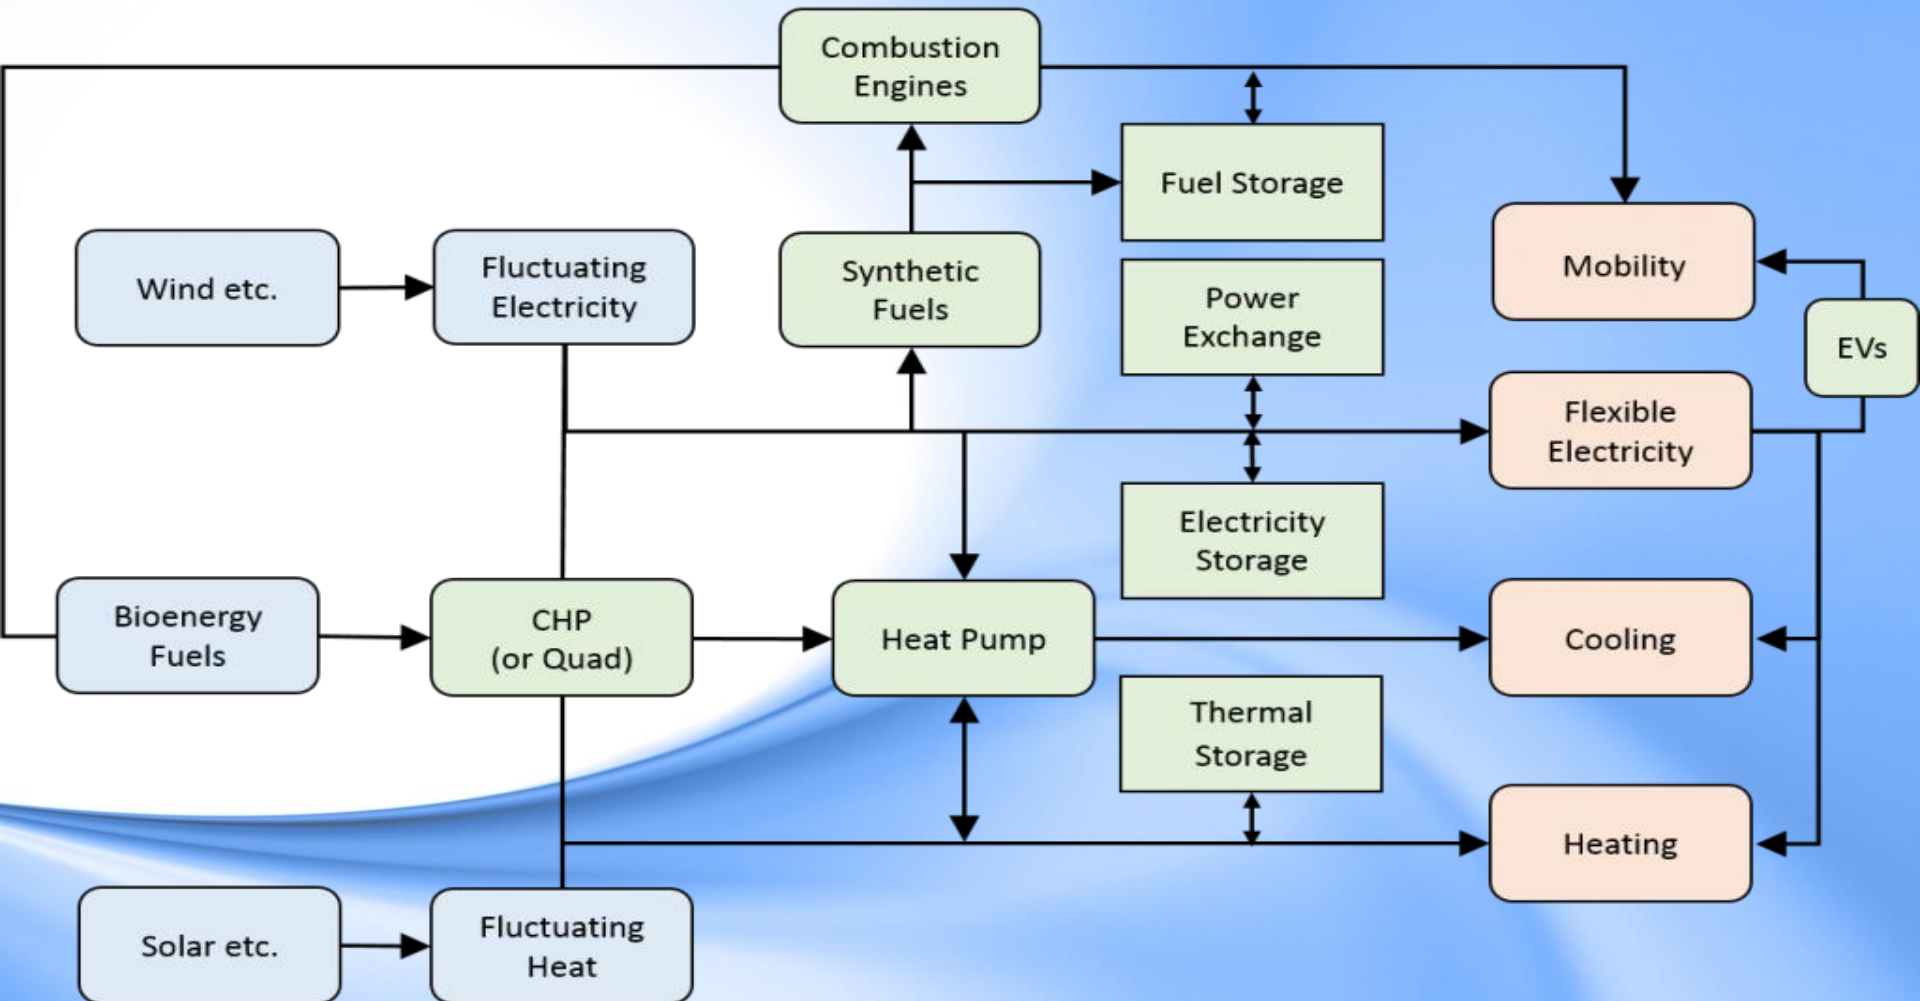 Combustion
Engines
Fuel Storage
Wind etc.
Fluctuating
Electricity
Synthetic
Fuels
Power
Exchange
Mobility
EVs
Flexible
Electricity
Electricity
Storage
Bioenergy
Fuels
CHP
(or Quad)
Heat Pump
Cooling
Thermal
Storage
Heating
Solar etc.
Fluctuating
Heat